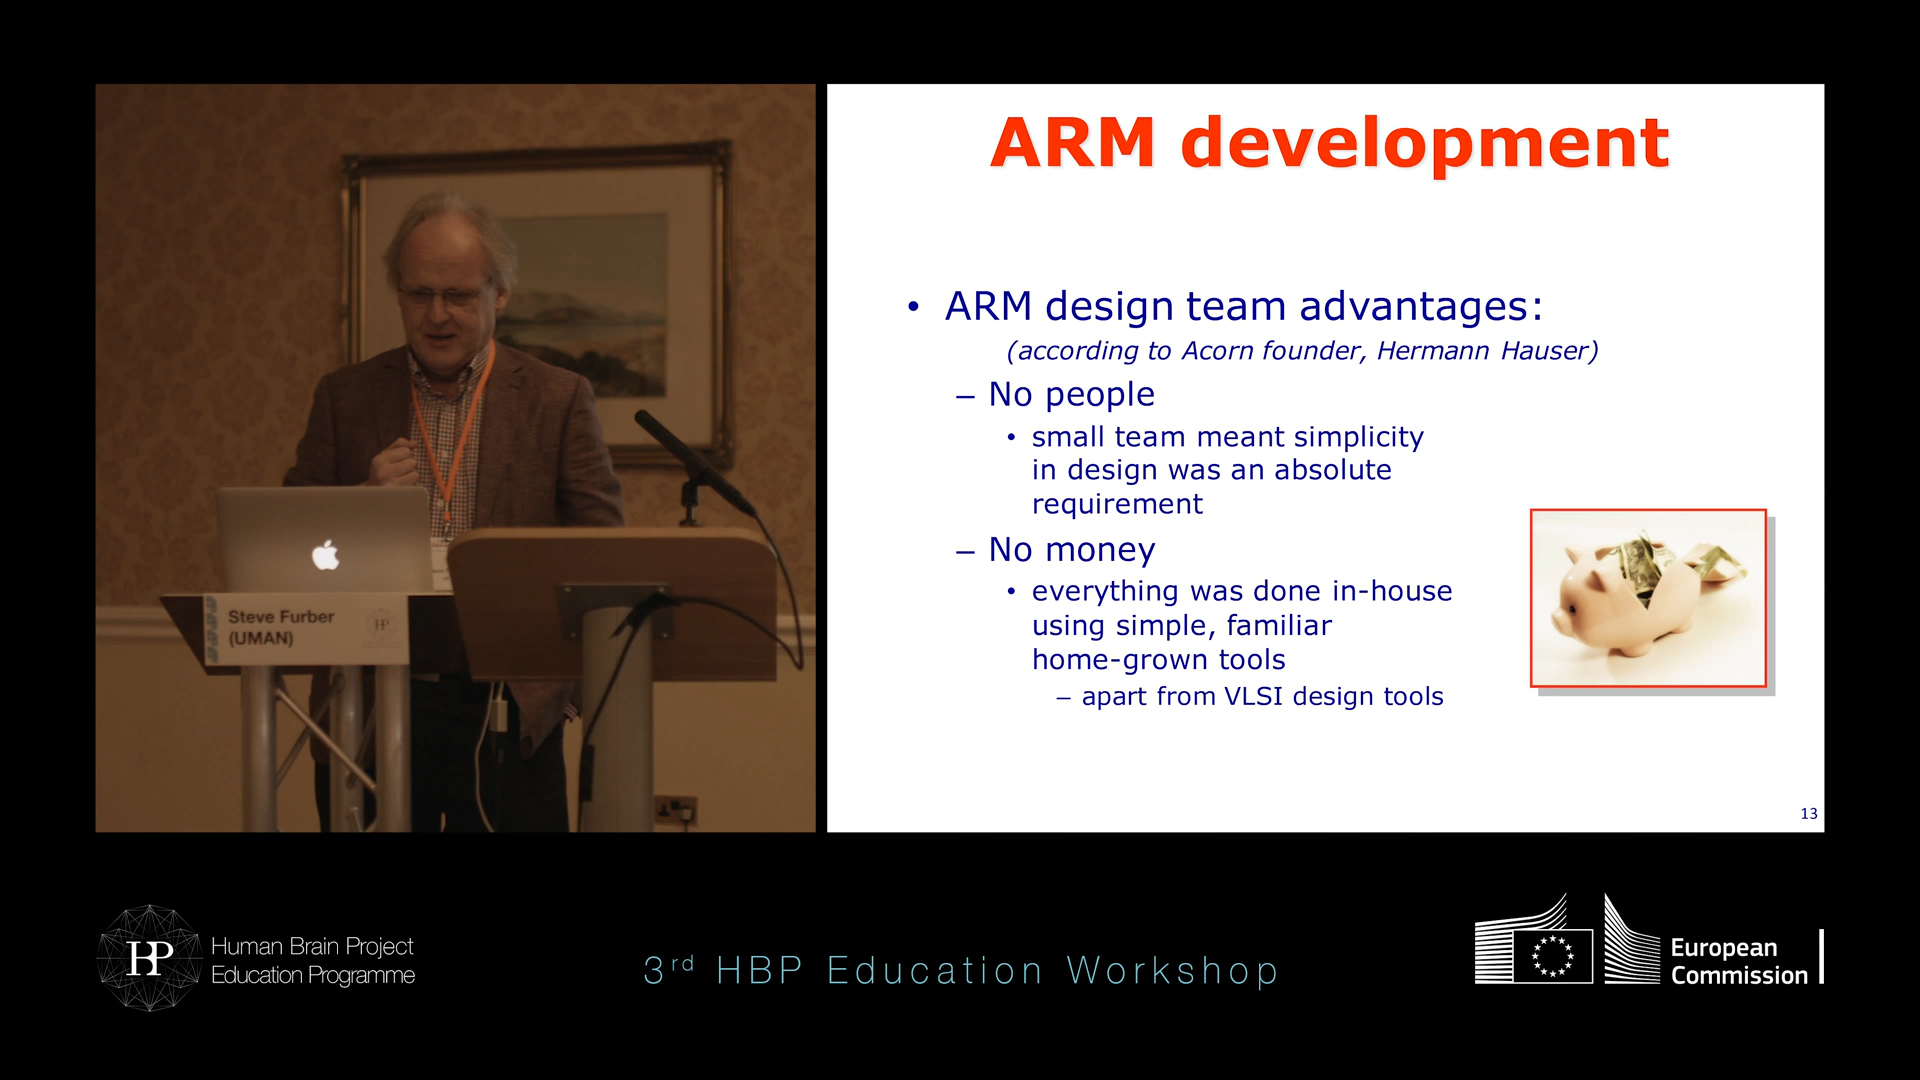 ARM development
• ARM design team advantages:
(according to Acorn founder, Hermann Hauser)
– No people
• small team meant simplicity
in design was an absolute
requirement
– No money
• everything was done in-house
using simple, familiar
home-grown tools
– apart from VLSI design tools
13
Steve Furber
(UMAN)
HP
HP
Human Brain Project
Education Programme
3rd HBP Education Workshop
European
Commission